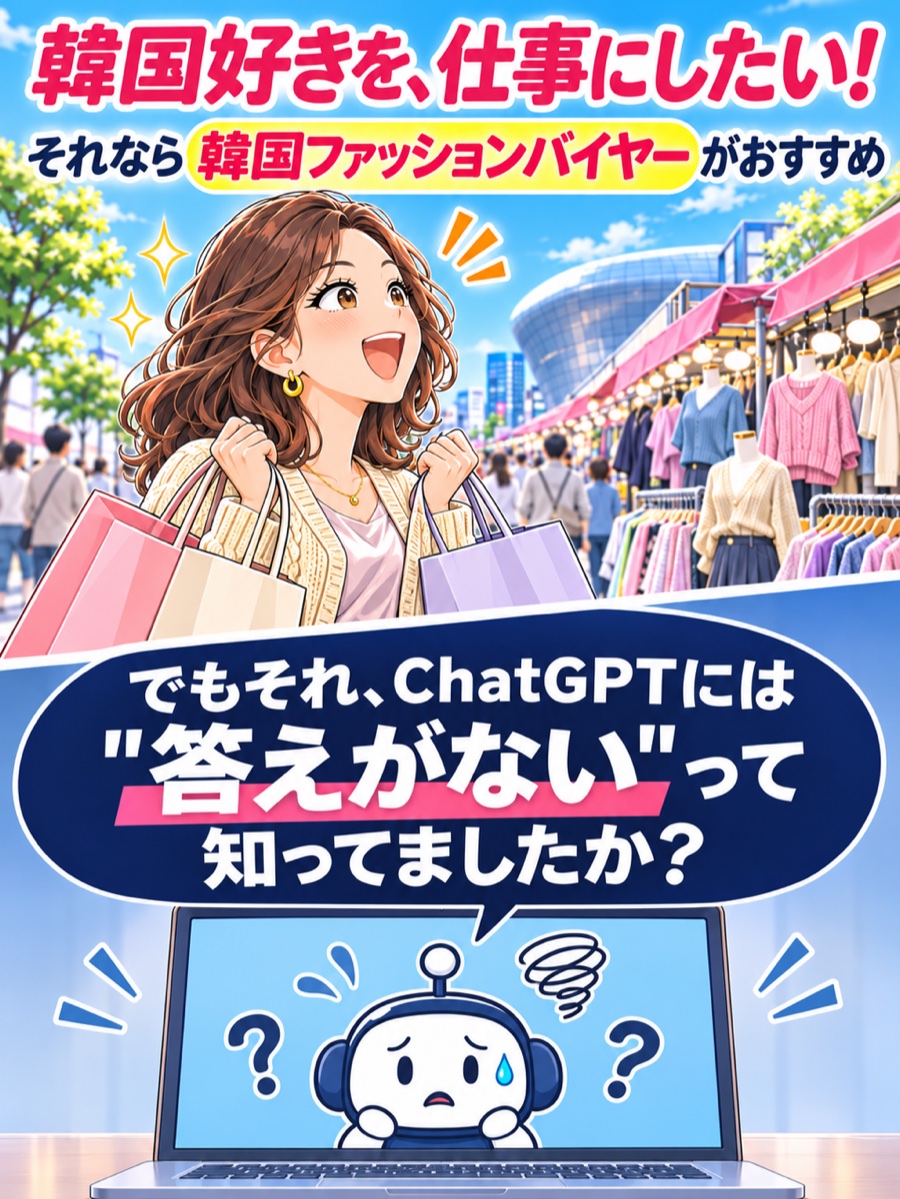 韓国好きを、仕事にしたい!
それなら韓国ファッションバイヤーがおすすめ
でもそれ、ChatGPTには
"答えがない"って
知ってましたか?
?
?